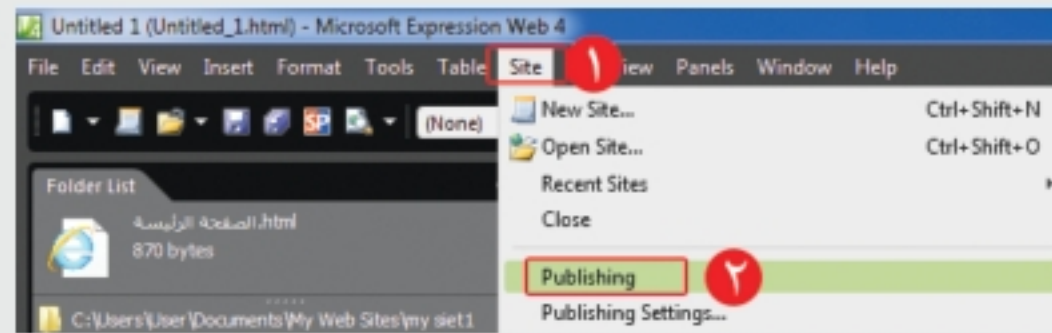 Untitled 1 (Untitled_1.html) - Microsoft Expression Web 4
File Edit View Insert Format Tools Table Site ١ iew Panels Window Help
(None)
New Site... Ctrl+Shift+N
Open Site... Ctrl+Shift+O
Recent Sites
Close
Publishing ٢
Publishing Settings...
SP
Folder List
الصفحة الرئيسة.html
870 bytes
C:\Users\User\Documents\My Web Sites\my siet1